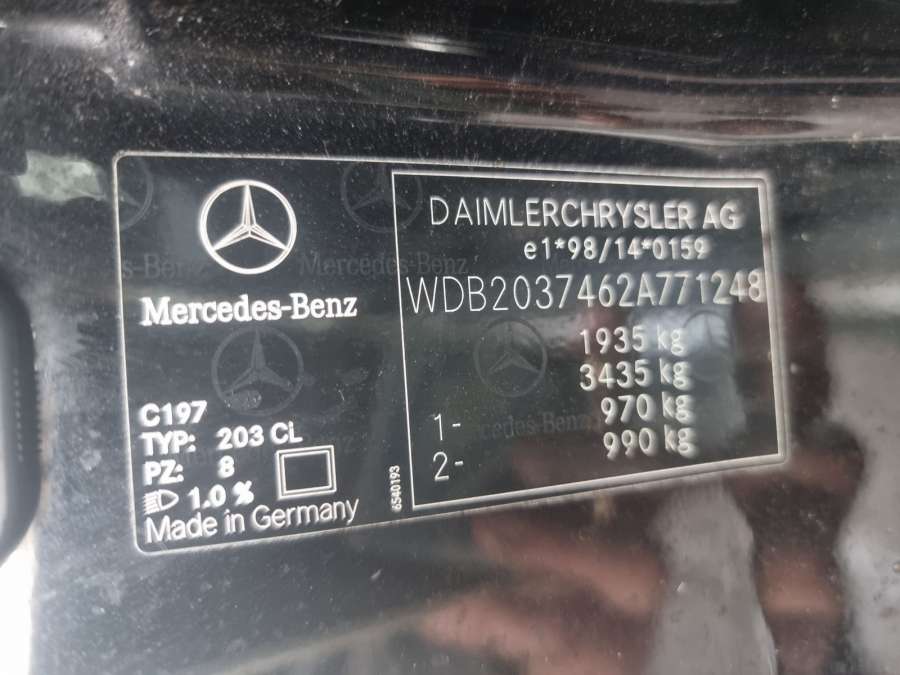 Mercedes-Benz
C197
TYP: 203 CL
PZ: 8
1.0 %
Made in Germany
6540193
DAIMLERCHRYSLER AG
e1*98/14*0159
WDB2037462A771248
1935 kg
3435 kg
1- 970 kg
2- 990 kg